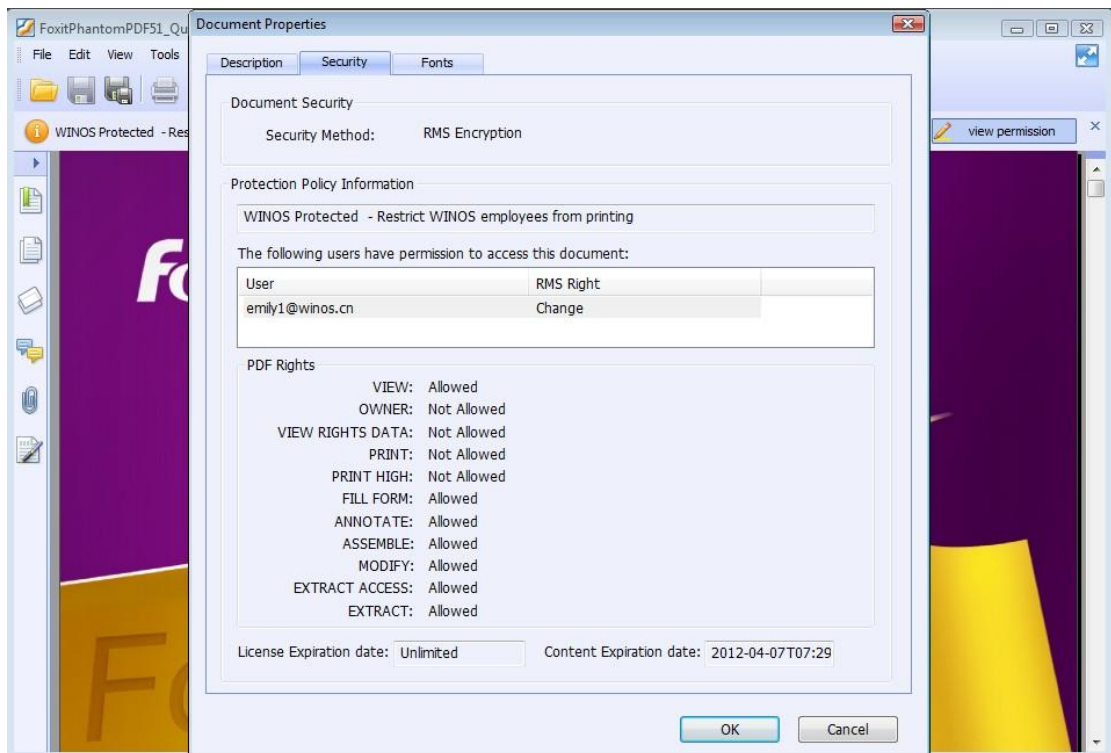 FoxitPhantomPDF51_Qu
Document Properties
File Edit View Tools
Description Security Fonts
Document Security
Security Method: RMS Encryption
WINOS Protected - Res
view permission
Protection Policy Information
WINOS Protected - Restrict WINOS employees from printing
The following users have permission to access this document:
User RMS Right
emily1@winos.cn Change
PDF Rights
VIEW: Allowed
OWNER: Not Allowed
VIEW RIGHTS DATA: Not Allowed
PRINT: Not Allowed
PRINT HIGH: Not Allowed
FILL FORM: Allowed
ANNOTATE: Allowed
ASSEMBLE: Allowed
MODIFY: Allowed
EXTRACT ACCESS: Allowed
EXTRACT: Allowed
License Expiration date: Unlimited Content Expiration date: 2012-04-07T07:29
OK Cancel
Fo
Fo